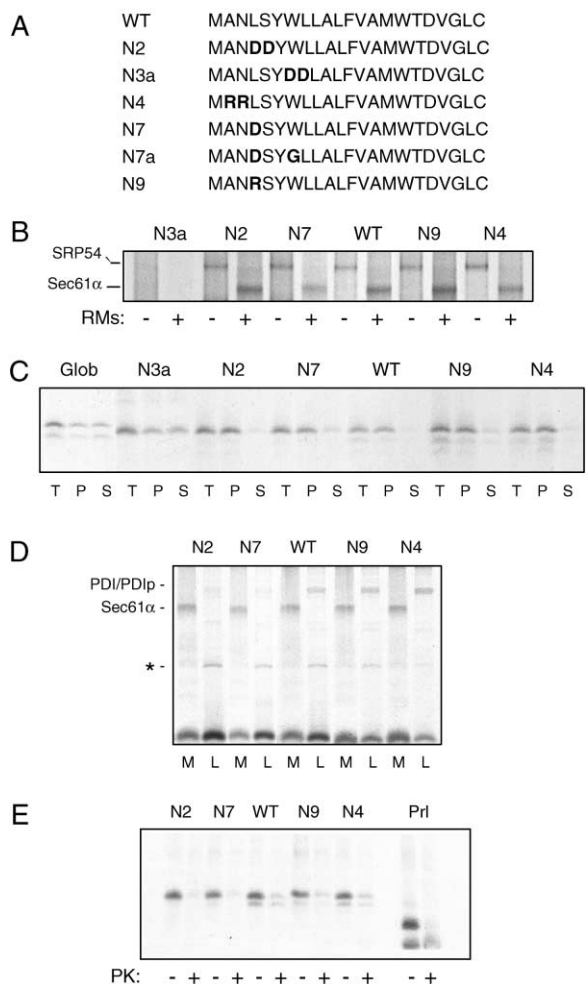 A
WT MANLSYWLLALFVAMWTDVGLC
N2 MANDDYWLLALFVAMWTDVGLC
N3a MANLSYDDLALFVAMWTDVGLC
N4 MRRLSYWLLALFVAMWTDVGLC
N7 MANDSYWLLALFVAMWTDVGLC
N7a MANDSYGLLALFVAMWTDVGLC
N9 MANRSYWLLALFVAMWTDVGLC
B
N3a N2 N7 WT N9 N4
SRP54
Sec61α
RMs: - + - + - + - + - + - +
C
Glob N3a N2 N7 WT N9 N4
T P S T P S T P S T P S T P S T P S T P S
D
N2 N7 WT N9 N4
PDI/PDIp -
Sec61α -
* -
M L M L M L M L M L
E
N2 N7 WT N9 N4 Prl
PK: - + - + - + - + - + - +